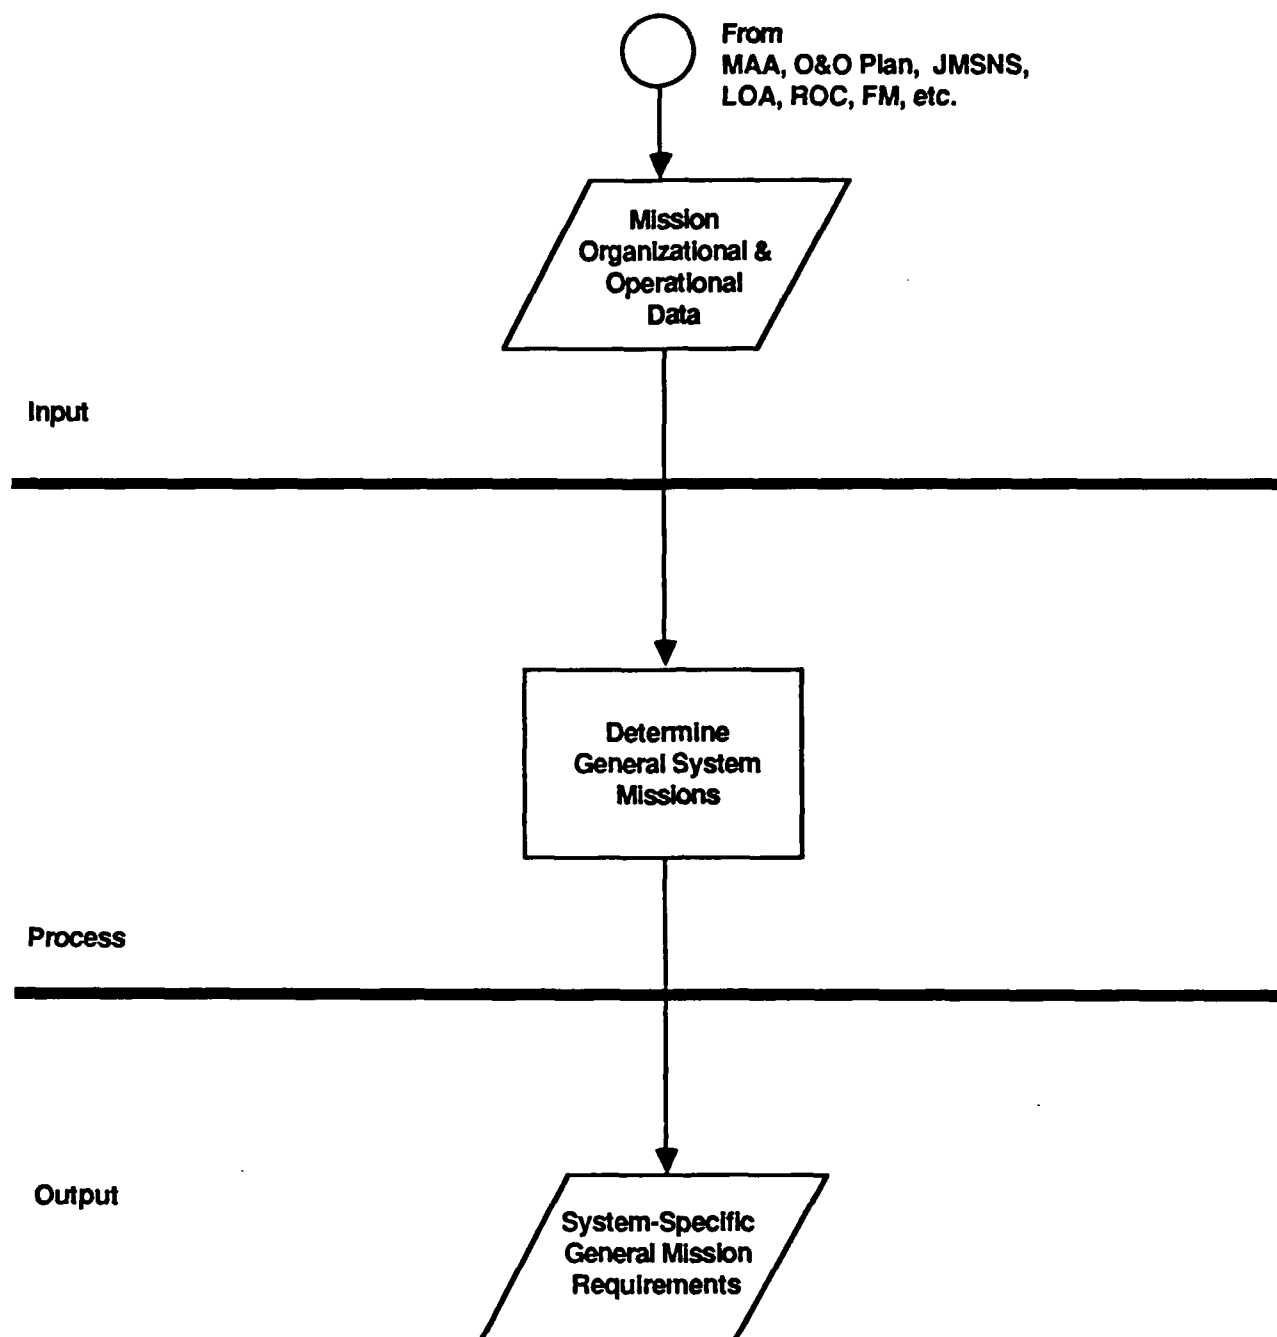 From
MAA, O&O Plan, JMSNS,
LOA, ROC, FM, etc.
Mission
Organizational &
Operational
Data
Input
Determine
General System
Missions
Process
Output
System-Specific
General Mission
Requirements